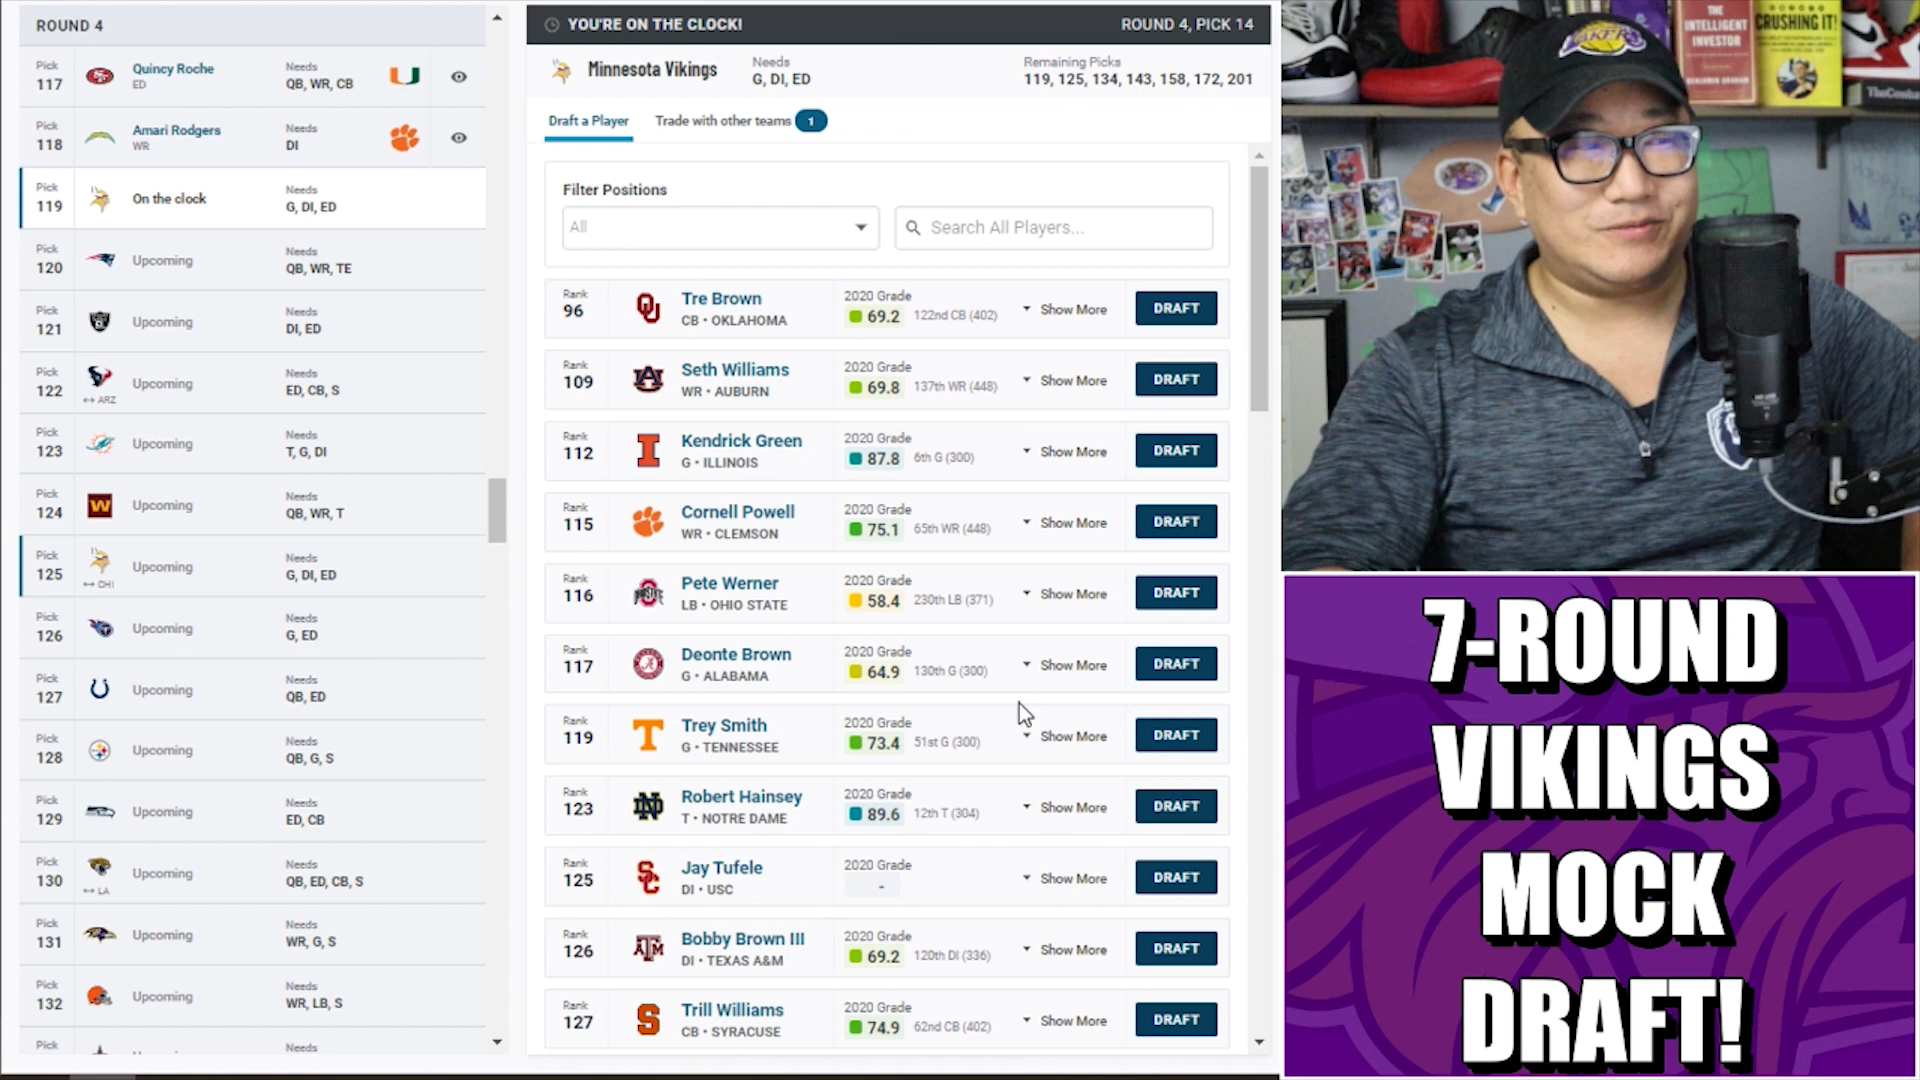 ROUND 4
Pick
117
Quincy Roche
ED
Needs
QB, WR, CB
Pick
118
Amari Rodgers
WR
Needs
DI
Pick
119
On the clock
Needs
G, DI, ED
Pick
120
Upcoming
Needs
QB, WR, TE
Pick
121
Upcoming
Needs
DI, ED
Pick
122
↔ ARZ
Upcoming
Needs
ED, CB, S
Pick
123
Upcoming
Needs
T, G, DI
Pick
124
W
Upcoming
Needs
QB, WR, T
Pick
125
↔ CHI
Upcoming
Needs
G, DI, ED
Pick
126
Upcoming
Needs
G, ED
Pick
127
Upcoming
Needs
QB, ED
Pick
128
Upcoming
Needs
QB, G, S
Pick
129
Upcoming
Needs
ED, CB
Pick
130
↔ LA
Upcoming
Needs
QB, ED, CB, S
Pick
131
Upcoming
Needs
WR, G, S
Pick
132
Upcoming
Needs
WR, LB, S
Pick
Needs
YOU'RE ON THE CLOCK!
ROUND 4, PICK 14
Minnesota Vikings
Needs
G, DI, ED
Remaining Picks
119, 125, 134, 143, 158, 172, 201
Draft a Player
Trade with other teams 1
Filter Positions
All
Search All Players...
Rank
96
Tre Brown
CB • OKLAHOMA
2020 Grade
69.2 122nd CB (402)
Show More
DRAFT
Rank
109
Seth Williams
WR • AUBURN
2020 Grade
69.8 137th WR (448)
Show More
DRAFT
Rank
112
Kendrick Green
G • ILLINOIS
2020 Grade
87.8 6th G (300)
Show More
DRAFT
Rank
115
Cornell Powell
WR • CLEMSON
2020 Grade
75.1 65th WR (448)
Show More
DRAFT
Rank
116
Pete Werner
LB • OHIO STATE
2020 Grade
58.4 230th LB (371)
Show More
DRAFT
Rank
117
Deonte Brown
G • ALABAMA
2020 Grade
64.9 130th G (300)
Show More
DRAFT
Rank
119
Trey Smith
G • TENNESSEE
2020 Grade
73.4 51st G (300)
Show More
DRAFT
Rank
123
Robert Hainsey
T • NOTRE DAME
2020 Grade
89.6 12th T (304)
Show More
DRAFT
Rank
125
Jay Tufele
DI • USC
2020 Grade
-
Show More
DRAFT
Rank
126
Bobby Brown III
DI • TEXAS A&M
2020 Grade
69.2 120th DI (336)
Show More
DRAFT
Rank
127
Trill Williams
CB • SYRACUSE
2020 Grade
74.9 62nd CB (402)
Show More
DRAFT
THE
INTELLIGENT
INVESTOR
BENJAMIN GRAHAM
CRUSHING IT!
LAKERS
7-ROUND
VIKINGS
MOCK
DRAFT!